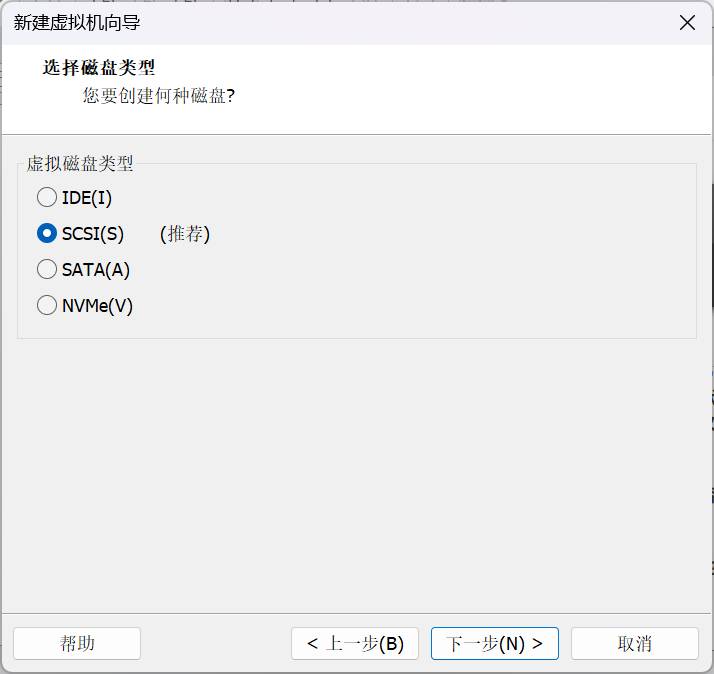 新建虚拟机向导
选择磁盘类型
您要创建何种磁盘?
虚拟磁盘类型
IDE(I)
SCSI(S) (推荐)
SATA(A)
NVMe(V)
帮助
< 上一步(B)
下一步(N) >
取消